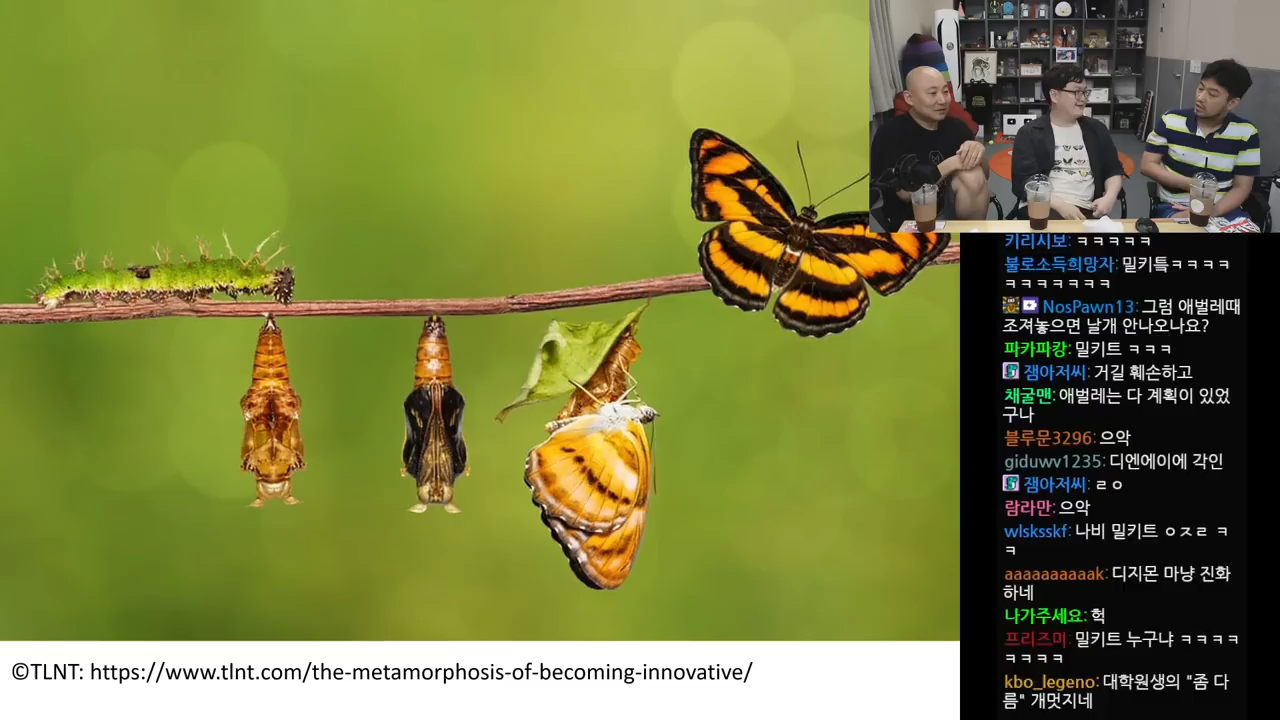 키리시보: ㅋㅋㅋㅋㅋ
불로소득희망자: 밀키틐ㅋㅋㅋㅋ
ㅋㅋㅋㅋㅋㅋㅋ
NosPawn13: 그럼 애벌레때
조져놓으면 날개 안나오나요?
파카파캉: 밀키트 ㅋㅋㅋ
잼아저씨: 거길 훼손하고
채굴맨: 애벌레는 다 계획이 있었
구나
블루문3296: 으악
giduwv1235: 디엔에이에 각인
잼아저씨: ㄹㅇ
람라만: 으악
wlsksskf: 나비 밀키트 ㅇㅈㄹ ㅋ
ㅋ
aaaaaaaaaak: 디지몬 마냥 진화
하네
나가주세요: 헉
프리즈미: 밀키트 누구냐 ㅋㅋㅋㅋ
ㅋㅋㅋㅋ
kbo_legeno: 대학원생의 "좀 다
름" 개멋지네
©TLNT: https://www.tlnt.com/the-metamorphosis-of-becoming-innovative/